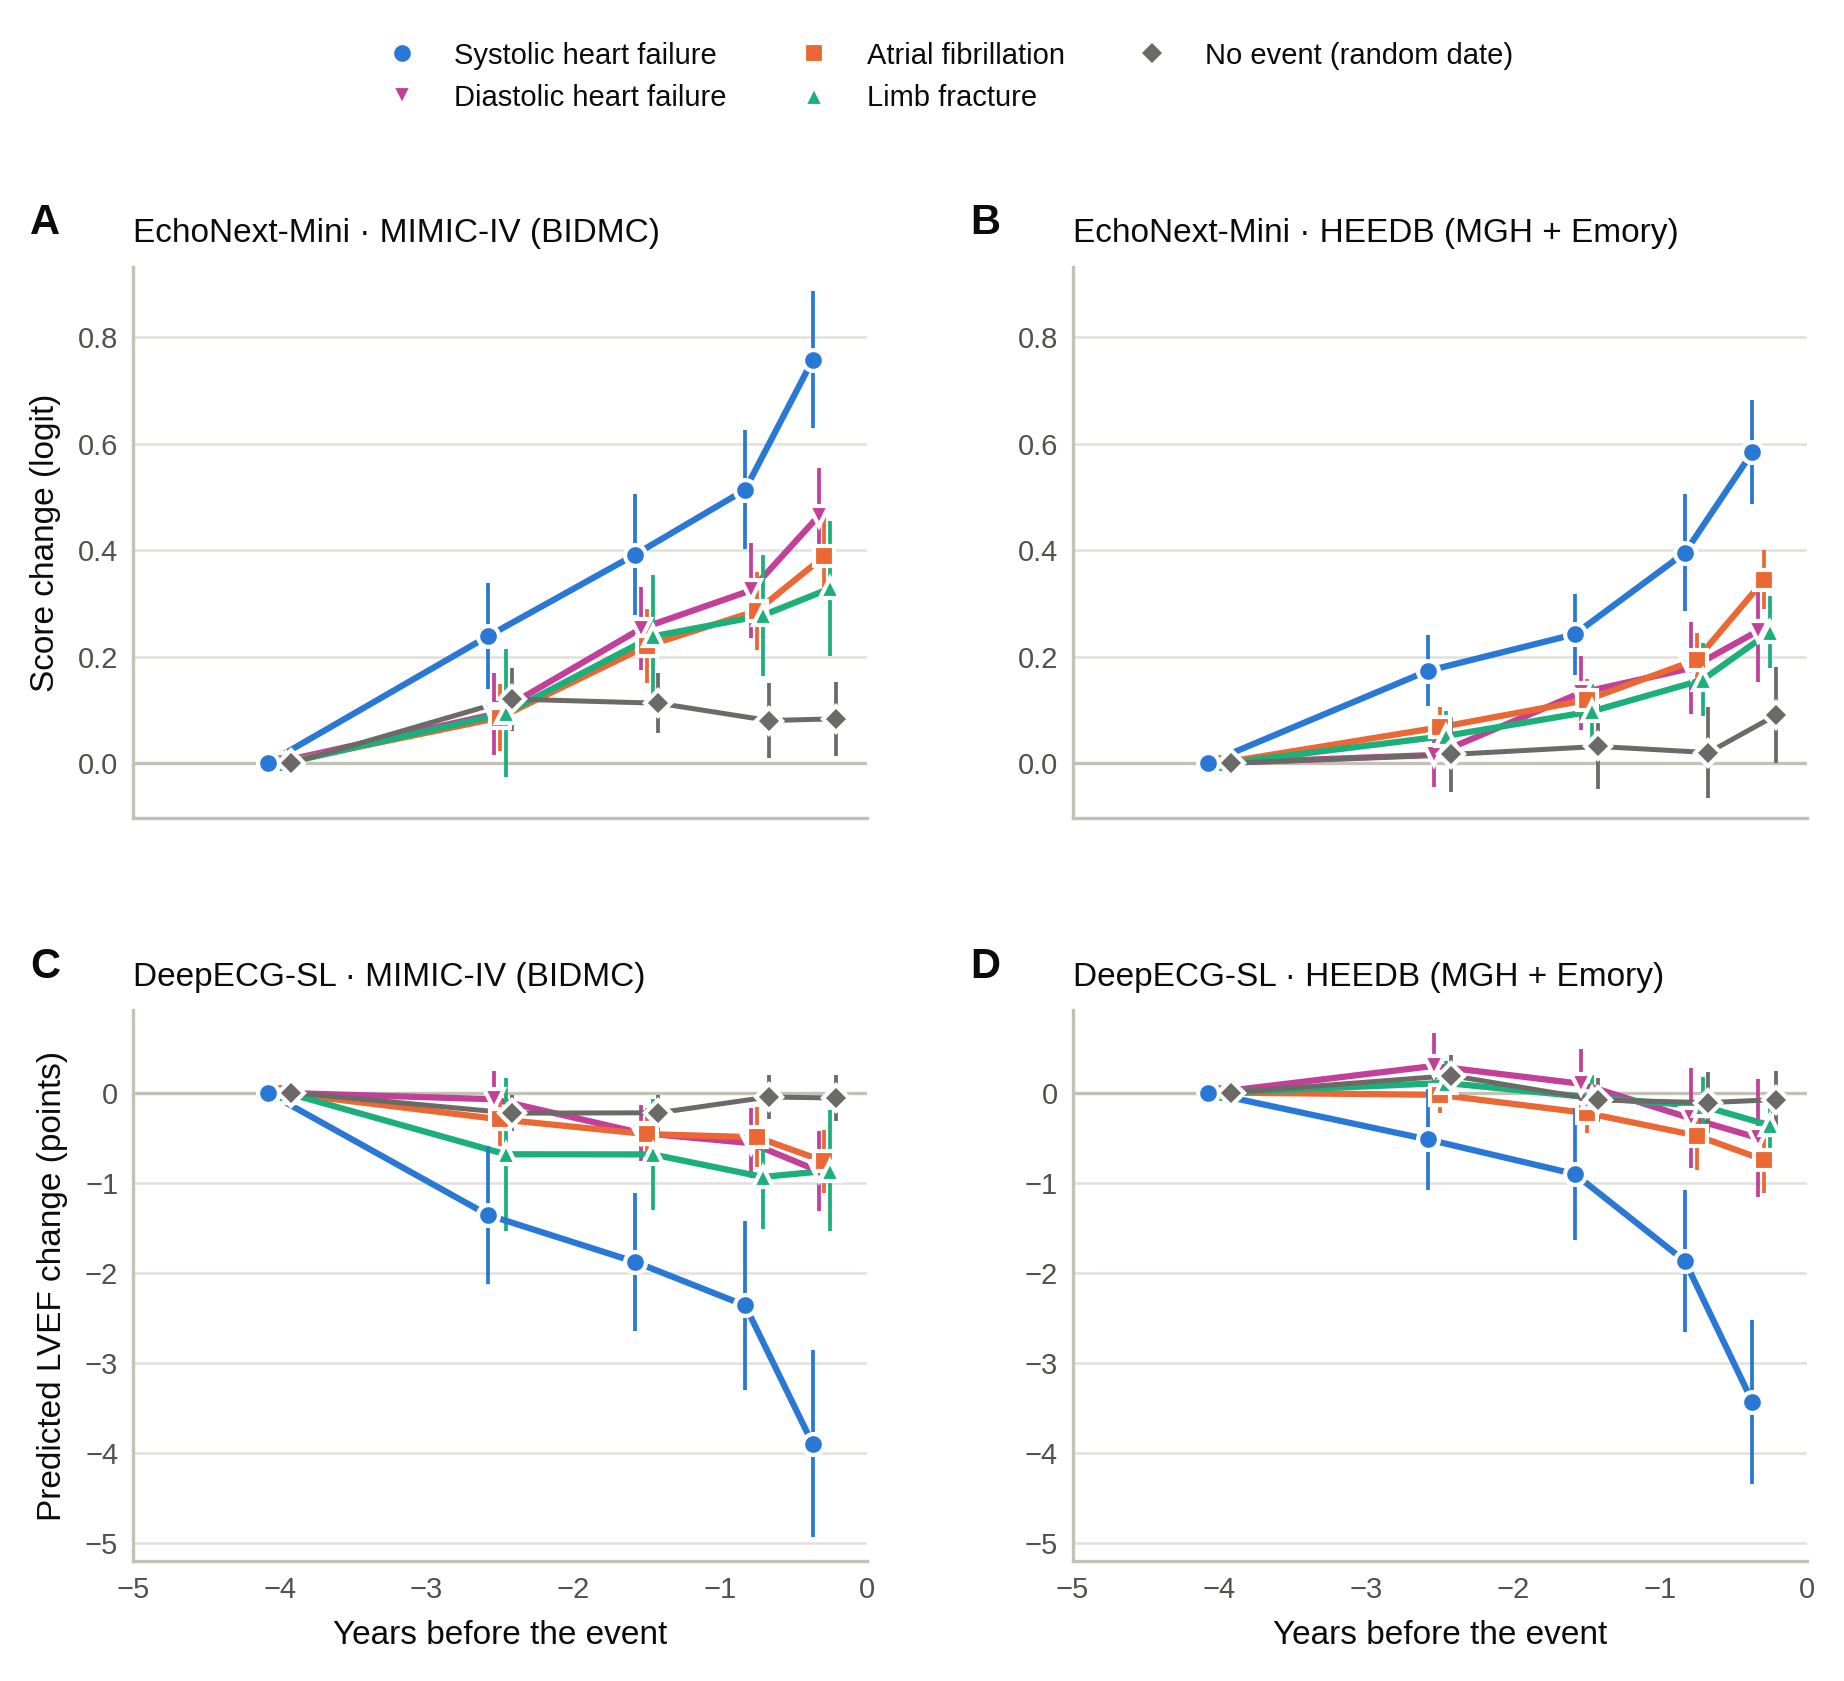 Systolic heart failure
Diastolic heart failure
Atrial fibrillation
Limb fracture
No event (random date)
A
EchoNext-Mini · MIMIC-IV (BIDMC)
Score change (logit)
0.8
0.6
0.4
0.2
0.0
B
EchoNext-Mini · HEEDB (MGH + Emory)
0.8
0.6
0.4
0.2
0.0
C
DeepECG-SL · MIMIC-IV (BIDMC)
Predicted LVEF change (points)
0
−1
−2
−3
−4
−5
−5 −4 −3 −2 −1 0
Years before the event
D
DeepECG-SL · HEEDB (MGH + Emory)
0
−1
−2
−3
−4
−5
−5 −4 −3 −2 −1 0
Years before the event